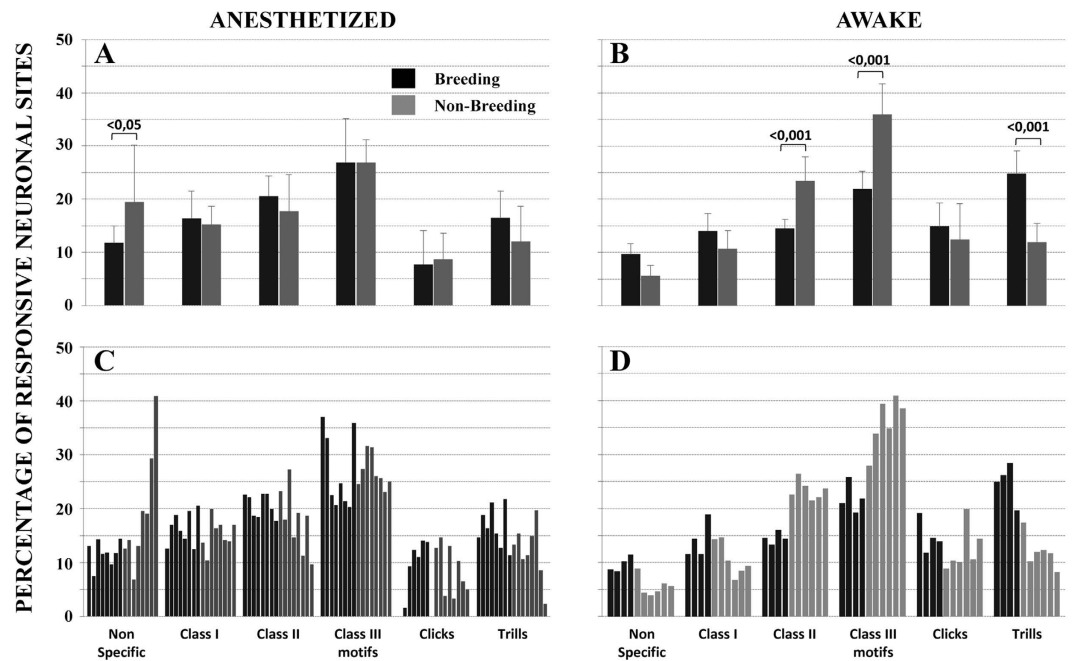 ANESTHETIZED
AWAKE
PERCENTAGE OF RESPONSIVE NEURONAL SITES
50
40
30
20
10
0
A
Breeding
Non-Breeding
<0,05
B
<0,001
<0,001
<0,001
50
40
30
20
10
0
C
Non
Specific
Class I
Class II
Class III
motifs
Clicks
Trills
D
Non
Specific
Class I
Class II
Class III
motifs
Clicks
Trills